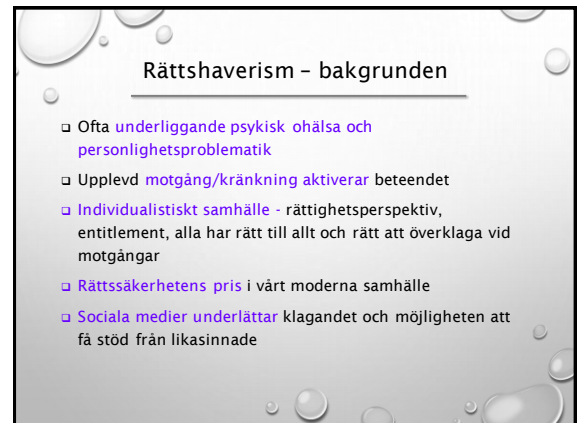 Rättshaverism – bakgrunden
❑ Ofta underliggande psykisk ohälsa och
personlighetsproblematik
❑ Upplevd motgång/kränkning aktiverar beteendet
❑ Individualistiskt samhälle - rättighetsperspektiv,
entitlement, alla har rätt till allt och rätt att överklaga vid
motgångar
❑ Rättssäkerhetens pris i vårt moderna samhälle
❑ Sociala medier underlättar klagandet och möjligheten att
få stöd från likasinnade